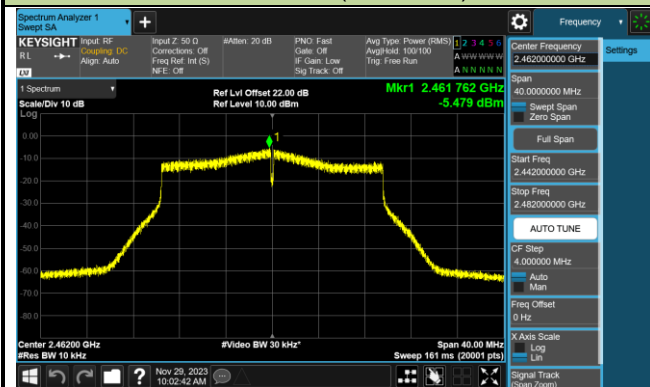 Spectrum Analyzer 1
Swept SA
Frequency
KEYSIGHT
Input: RF
Coupling: DC
Align: Auto
Input Z: 50 Ω
Corrections: Off
Freq Ref: Int (S)
NFE: Off
#Atten: 20 dB
PNO: Fast
Gate: Off
IF Gain: Low
Sig Track: Off
Avg Type: Power (RMS)
Avg|Hold: 100/100
Trig: Free Run
1 2 3 4 5 6
A W W W W W
A N N N N N
R L
LXI
Center Frequency
2.462000000 GHz
Settings
Span
40.0000000 MHz
Swept Span
Zero Span
Full Span
Start Freq
2.442000000 GHz
Stop Freq
2.482000000 GHz
AUTO TUNE
CF Step
4.000000 MHz
Auto
Man
Freq Offset
0 Hz
X Axis Scale
Log
Lin
Signal Track
(Span Zoom)
1 Spectrum
Scale/Div 10 dB
Log
Ref Lvl Offset 22.00 dB
Ref Level 10.00 dBm
Mkr1 2.461 762 GHz
-5.479 dBm
1
0.00
-10.0
-20.0
-30.0
-40.0
-50.0
-60.0
-70.0
-80.0
Center 2.46200 GHz
#Res BW 10 kHz
#Video BW 30 kHz*
Span 40.00 MHz
Sweep 161 ms (20001 pts)
?
Nov 29, 2023
10:02:42 AM